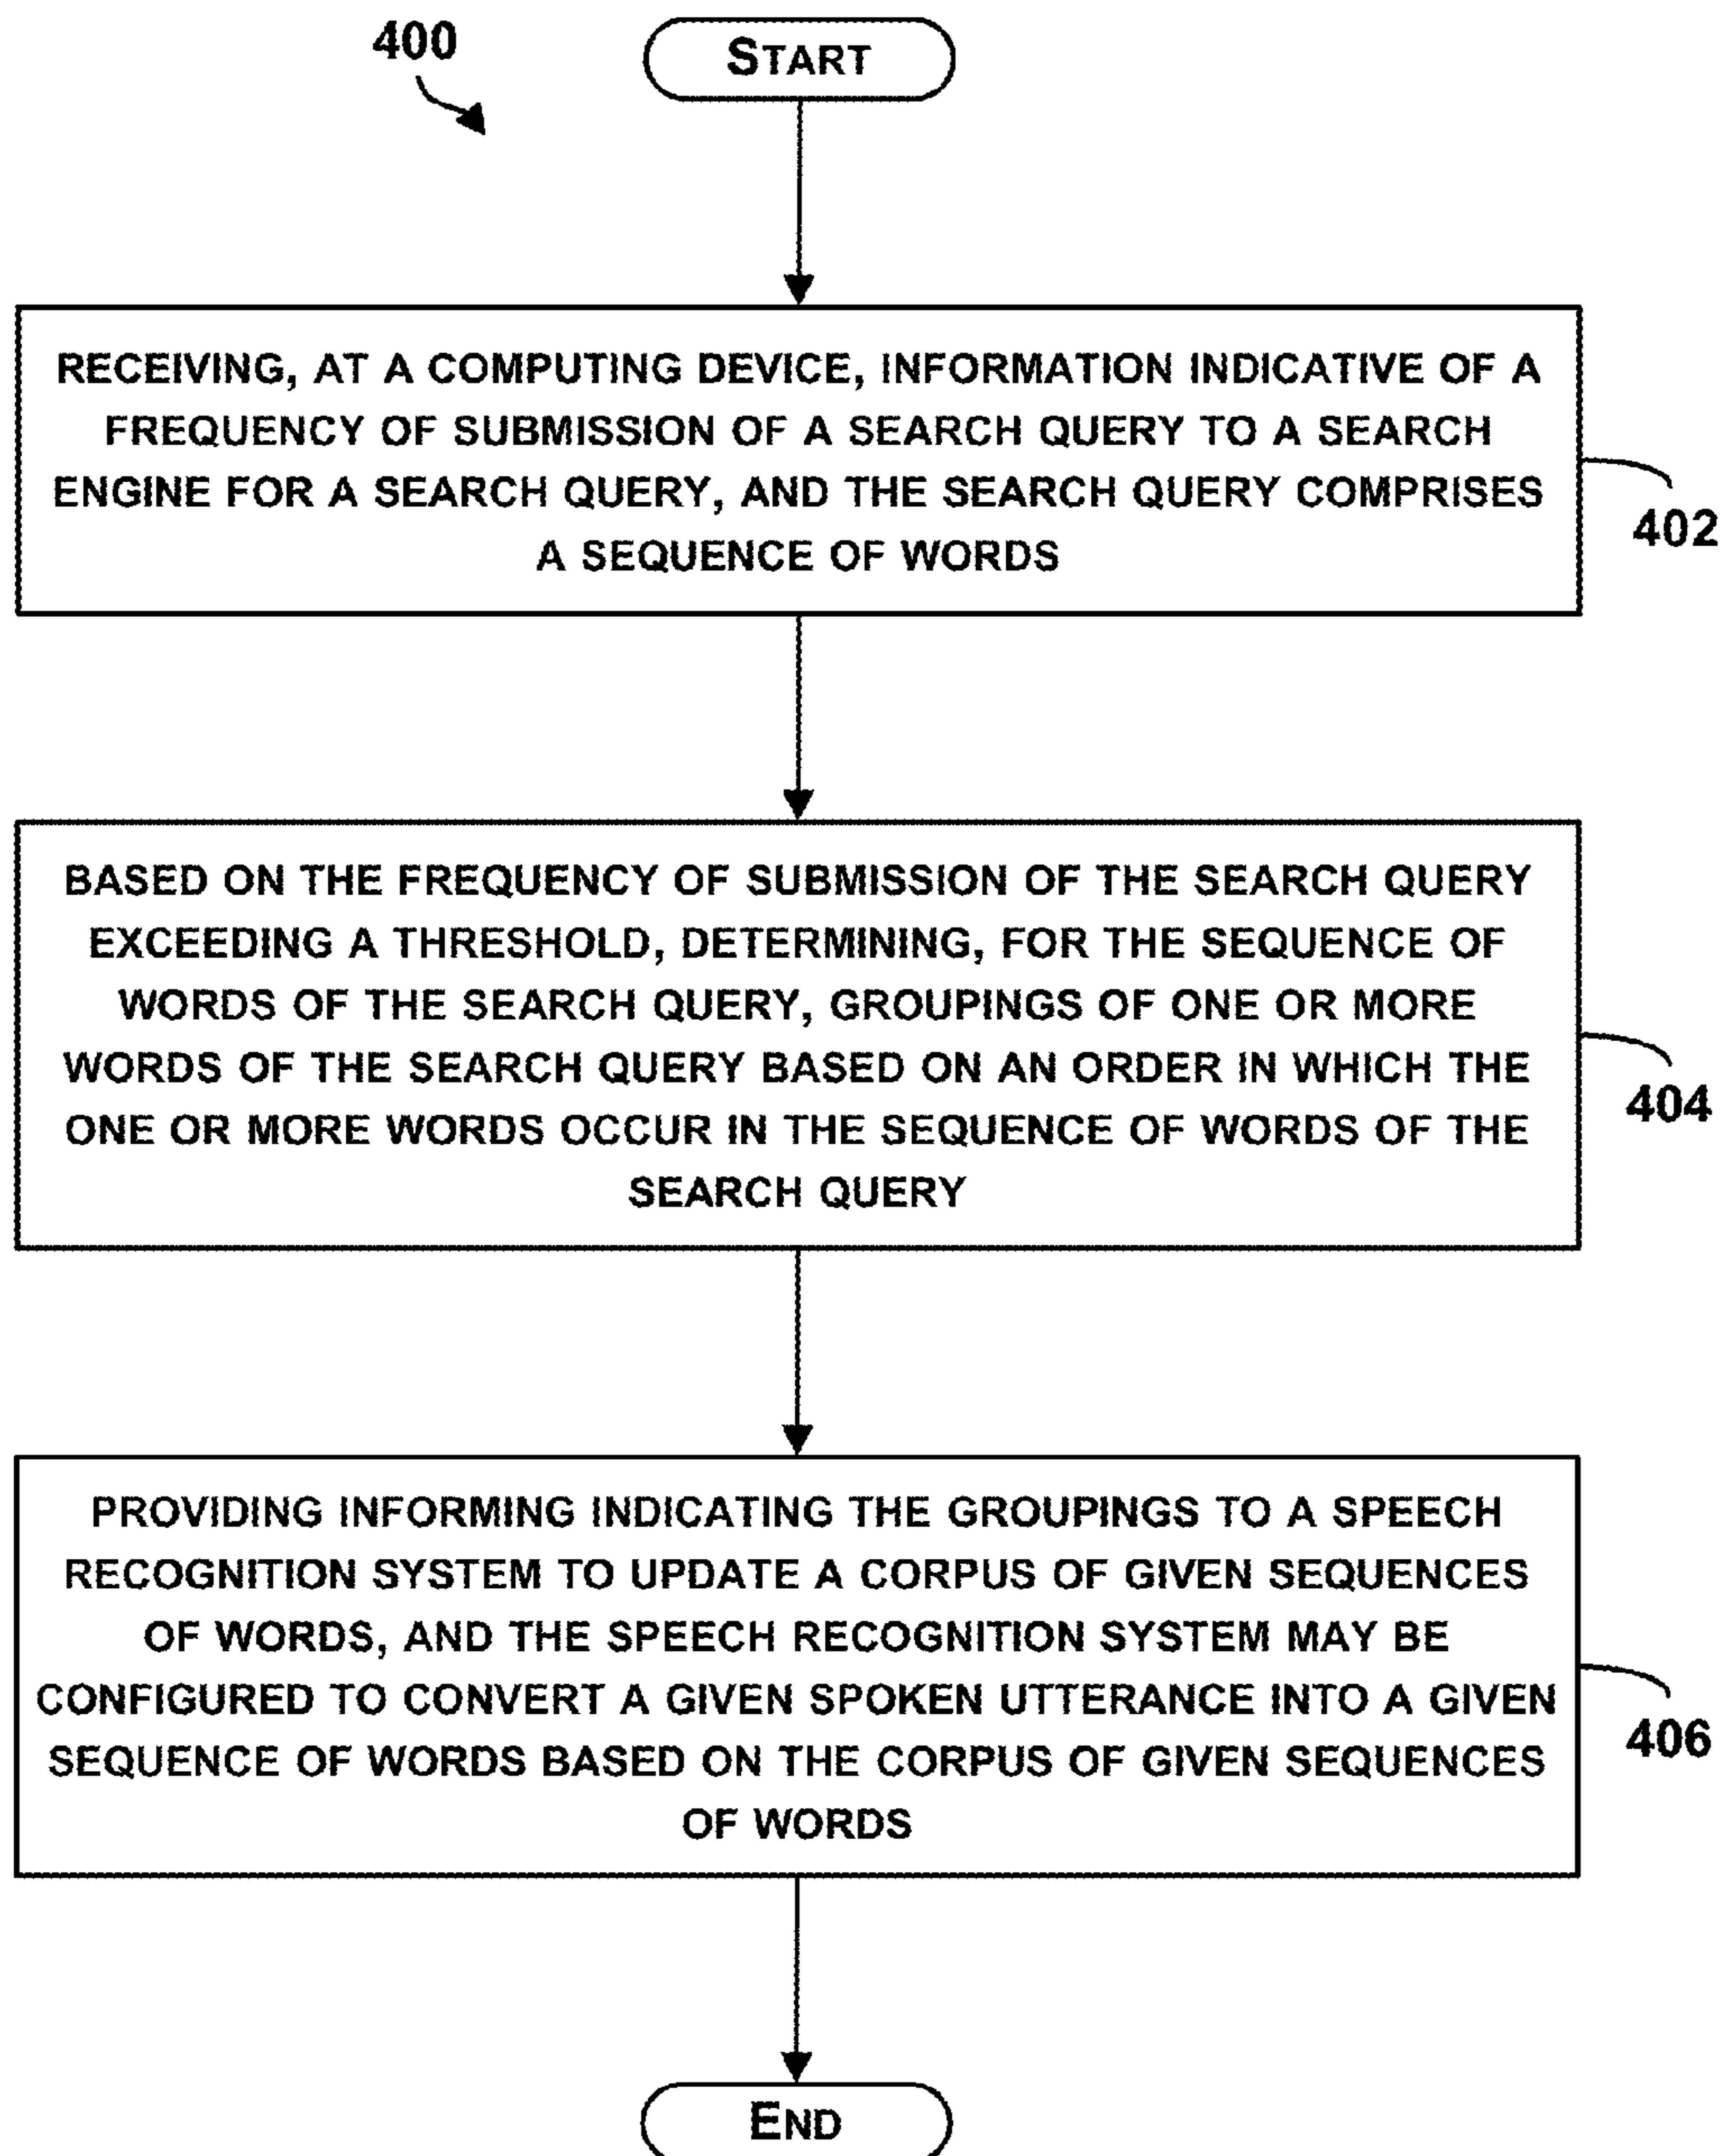 400
START
RECEIVING, AT A COMPUTING DEVICE, INFORMATION INDICATIVE OF A
FREQUENCY OF SUBMISSION OF A SEARCH QUERY TO A SEARCH
ENGINE FOR A SEARCH QUERY, AND THE SEARCH QUERY COMPRISES
A SEQUENCE OF WORDS
402
BASED ON THE FREQUENCY OF SUBMISSION OF THE SEARCH QUERY
EXCEEDING A THRESHOLD, DETERMINING, FOR THE SEQUENCE OF
WORDS OF THE SEARCH QUERY, GROUPINGS OF ONE OR MORE
WORDS OF THE SEARCH QUERY BASED ON AN ORDER IN WHICH THE
ONE OR MORE WORDS OCCUR IN THE SEQUENCE OF WORDS OF THE
SEARCH QUERY
404
PROVIDING INFORMING INDICATING THE GROUPINGS TO A SPEECH
RECOGNITION SYSTEM TO UPDATE A CORPUS OF GIVEN SEQUENCES
OF WORDS, AND THE SPEECH RECOGNITION SYSTEM MAY BE
CONFIGURED TO CONVERT A GIVEN SPOKEN UTTERANCE INTO A GIVEN
SEQUENCE OF WORDS BASED ON THE CORPUS OF GIVEN SEQUENCES
OF WORDS
406
END